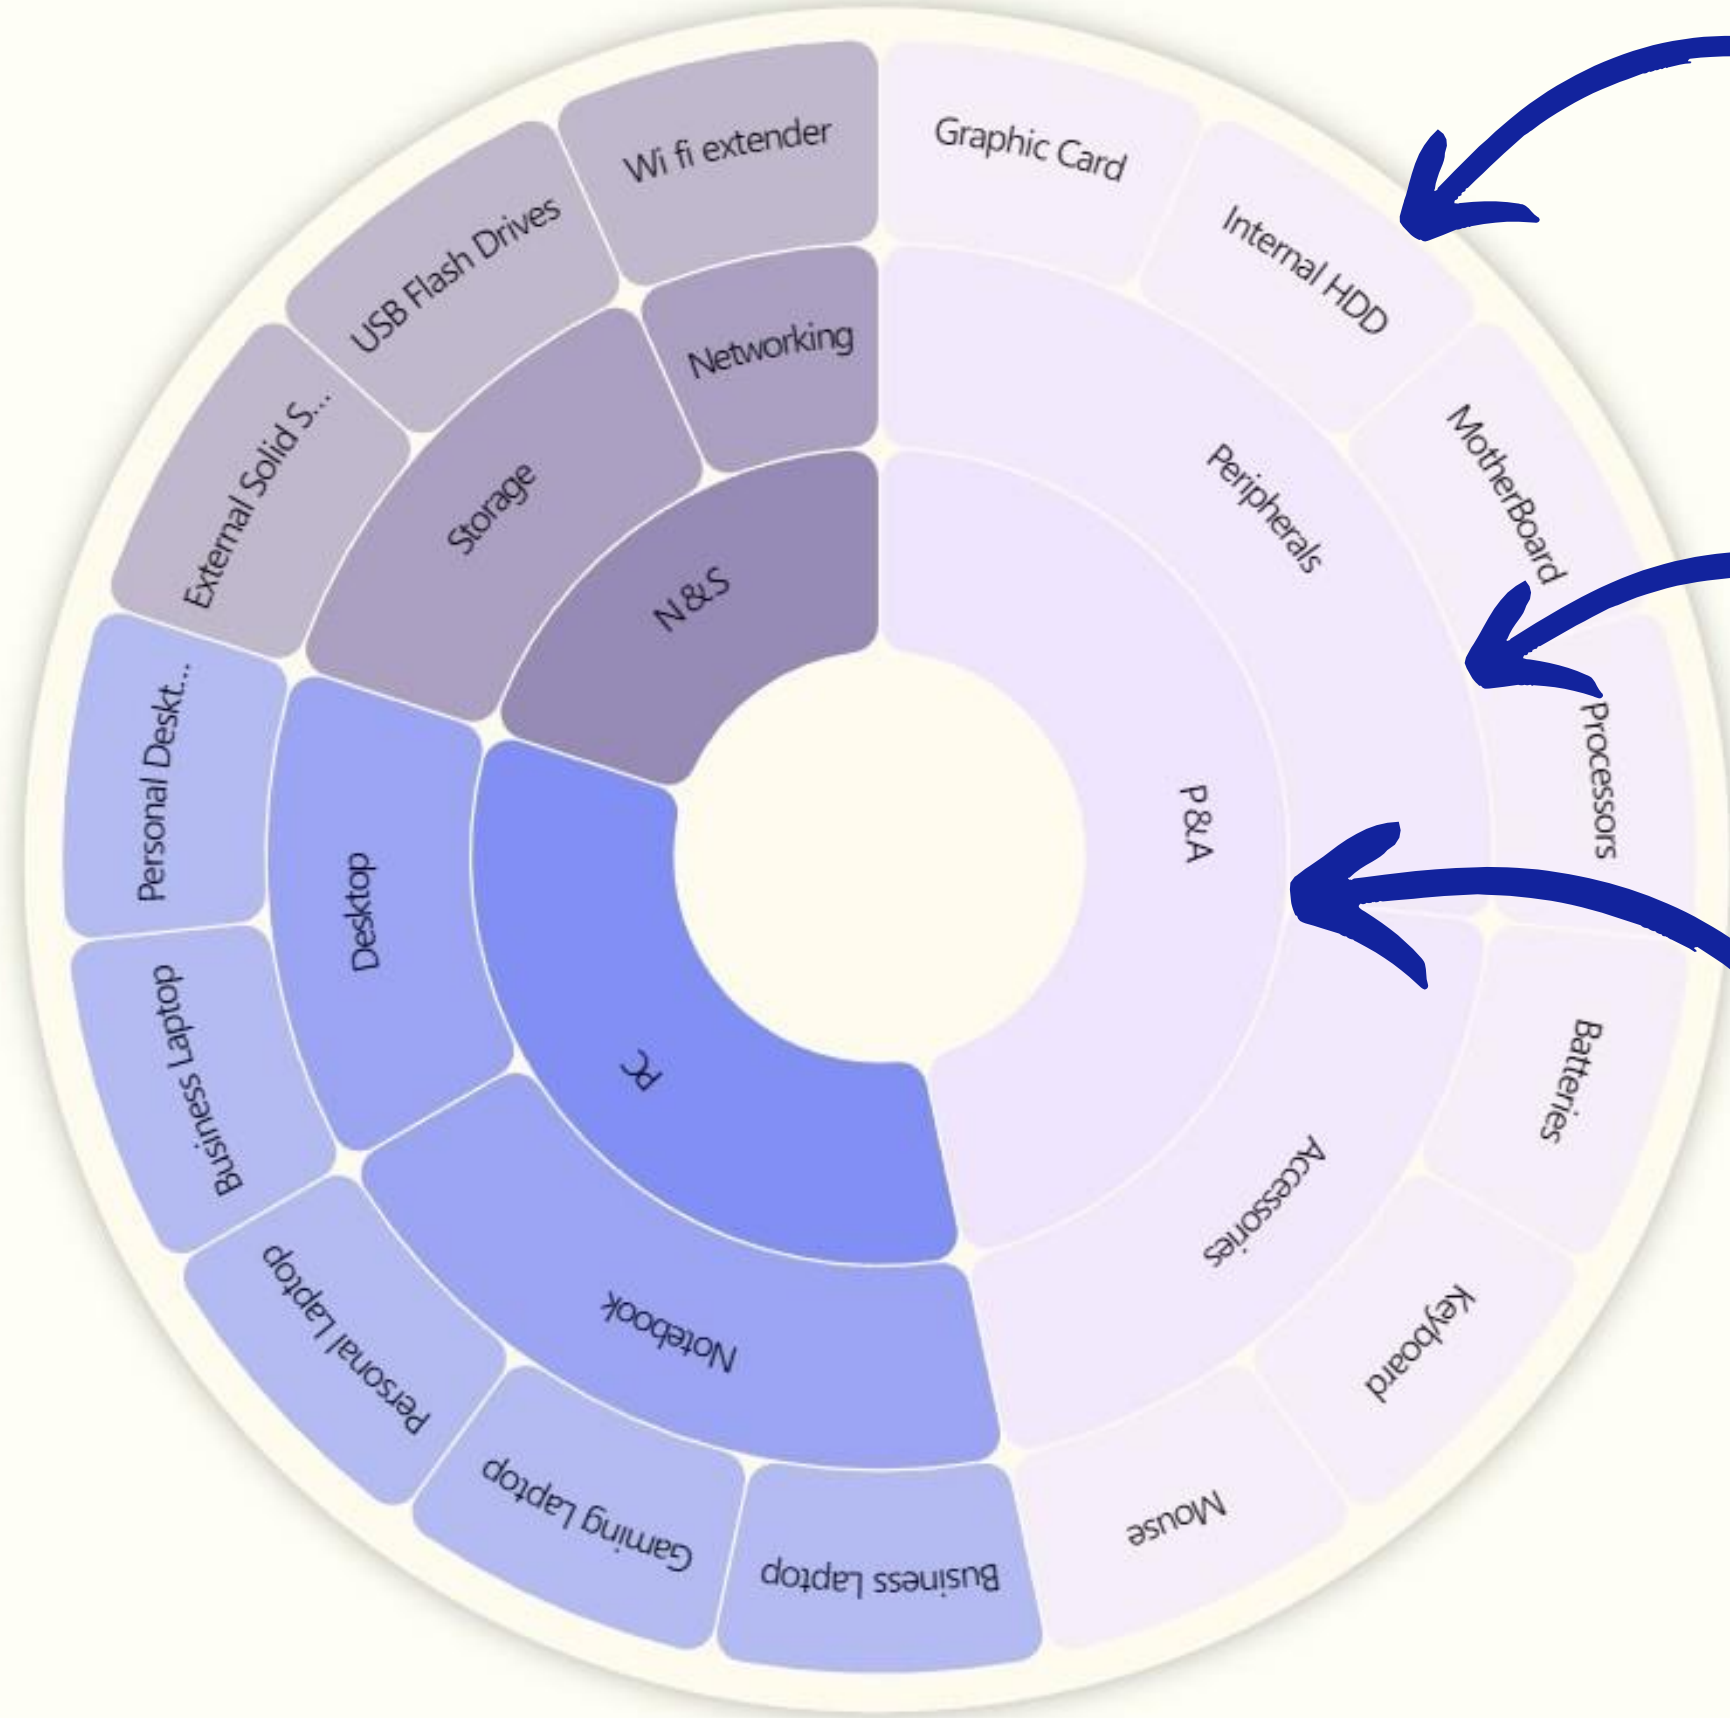 Graphic Card
Internal HDD
MotherBoard
Processors
Batteries
Keyboard
Mouse
Business Laptop
Gaming Laptop
Personal Laptop
Business Laptop
Personal Deskt...
External Solid S...
USB Flash Drives
Wi fi extender
Peripherals
Accessories
Notebook
Desktop
Storage
Networking
P&A
PC
N&S